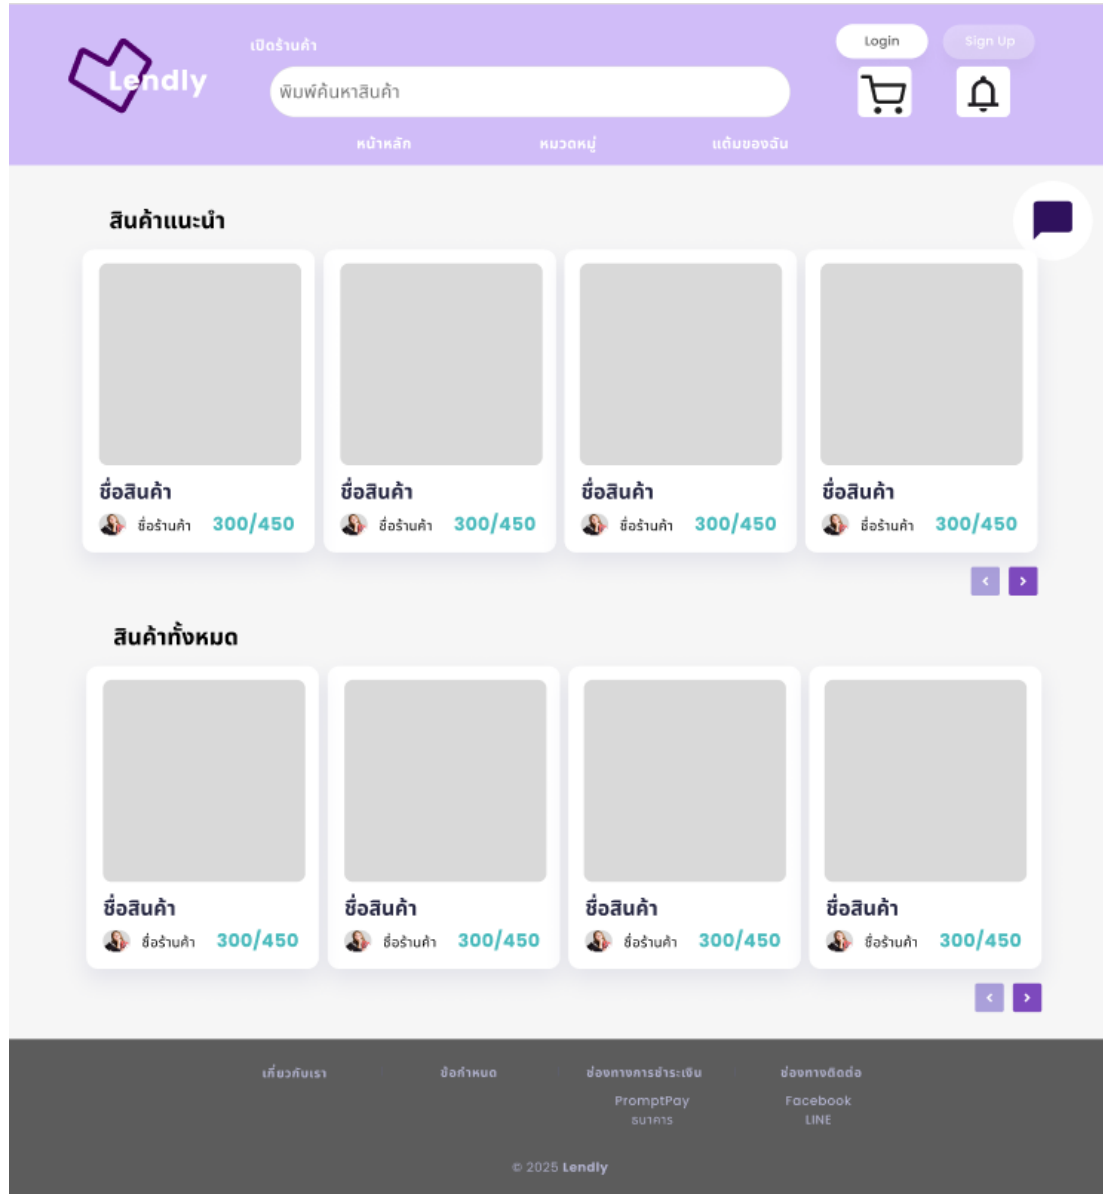 เปิดร้านค้า
Login
Sign Up
Lendly
พิมพ์ค้นหาสินค้า
หน้าหลัก
หมวดหมู่
แต้มของฉัน
สินค้าแนะนำ
ชื่อสินค้า
ชื่อร้านค้า 300/450
ชื่อสินค้า
ชื่อร้านค้า 300/450
ชื่อสินค้า
ชื่อร้านค้า 300/450
ชื่อสินค้า
ชื่อร้านค้า 300/450
สินค้าทั้งหมด
ชื่อสินค้า
ชื่อร้านค้า 300/450
ชื่อสินค้า
ชื่อร้านค้า 300/450
ชื่อสินค้า
ชื่อร้านค้า 300/450
ชื่อสินค้า
ชื่อร้านค้า 300/450
เกี่ยวกับเรา
ข้อกำหนด
ช่องทางการชำระเงิน
PromptPay
ธนาคาร
ช่องทางติดต่อ
Facebook
LINE
© 2025 Lendly